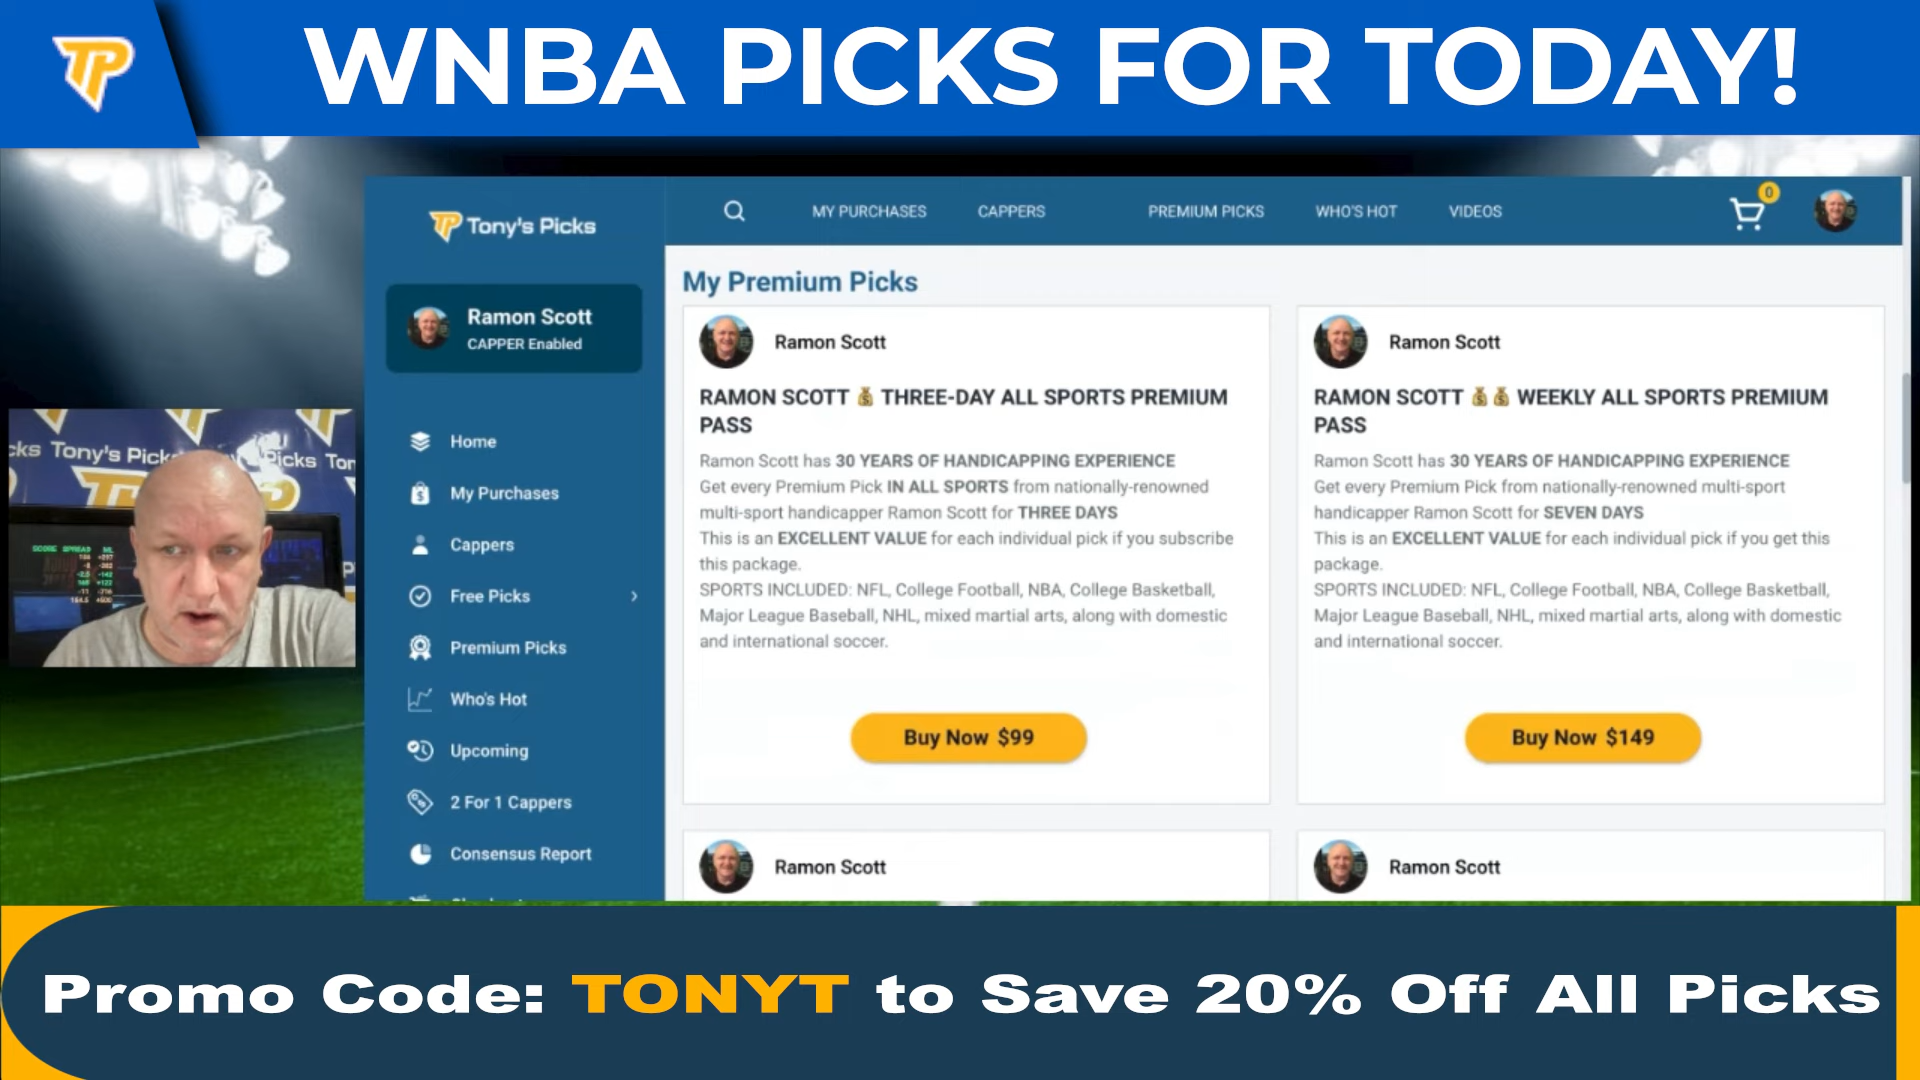 TP
WNBA PICKS FOR TODAY!
TP Tony's Picks
MY PURCHASES
CAPPERS
PREMIUM PICKS
WHO'S HOT
VIDEOS
0
Ramon Scott
CAPPER Enabled
Home
My Purchases
Cappers
Free Picks
Premium Picks
Who's Hot
Upcoming
2 For 1 Cappers
Consensus Report
My Premium Picks
Ramon Scott
RAMON SCOTT 💰 THREE-DAY ALL SPORTS PREMIUM
PASS
Ramon Scott has 30 YEARS OF HANDICAPPING EXPERIENCE
Get every Premium Pick IN ALL SPORTS from nationally-renowned
multi-sport handicapper Ramon Scott for THREE DAYS
This is an EXCELLENT VALUE for each individual pick if you subscribe
this package.
SPORTS INCLUDED: NFL, College Football, NBA, College Basketball,
Major League Baseball, NHL, mixed martial arts, along with domestic
and international soccer.
Buy Now $99
Ramon Scott
RAMON SCOTT 💰💰 WEEKLY ALL SPORTS PREMIUM
PASS
Ramon Scott has 30 YEARS OF HANDICAPPING EXPERIENCE
Get every Premium Pick from nationally-renowned multi-sport
handicapper Ramon Scott for SEVEN DAYS
This is an EXCELLENT VALUE for each individual pick if you get this
package.
SPORTS INCLUDED: NFL, College Football, NBA, College Basketball,
Major League Baseball, NHL, mixed martial arts, along with domestic
and international soccer.
Buy Now $149
Ramon Scott
Ramon Scott
cks Tony's Picks
Picks Ton
SCORE SPREAD ML
Promo Code: TONYT to Save 20% Off All Picks